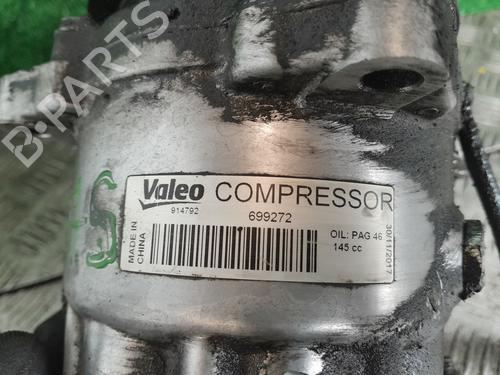 B-PARTS
Valeo COMPRESSOR
914792 699272
MADE IN CHINA
OIL: PAG 46
145 cc
30/11/2017
S